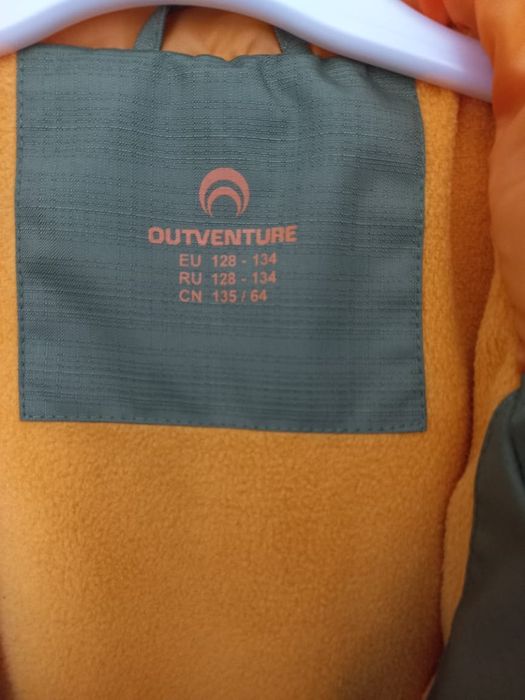 OUTVENTURE
EU 128 - 134
RU 128 - 134
CN 135 / 64